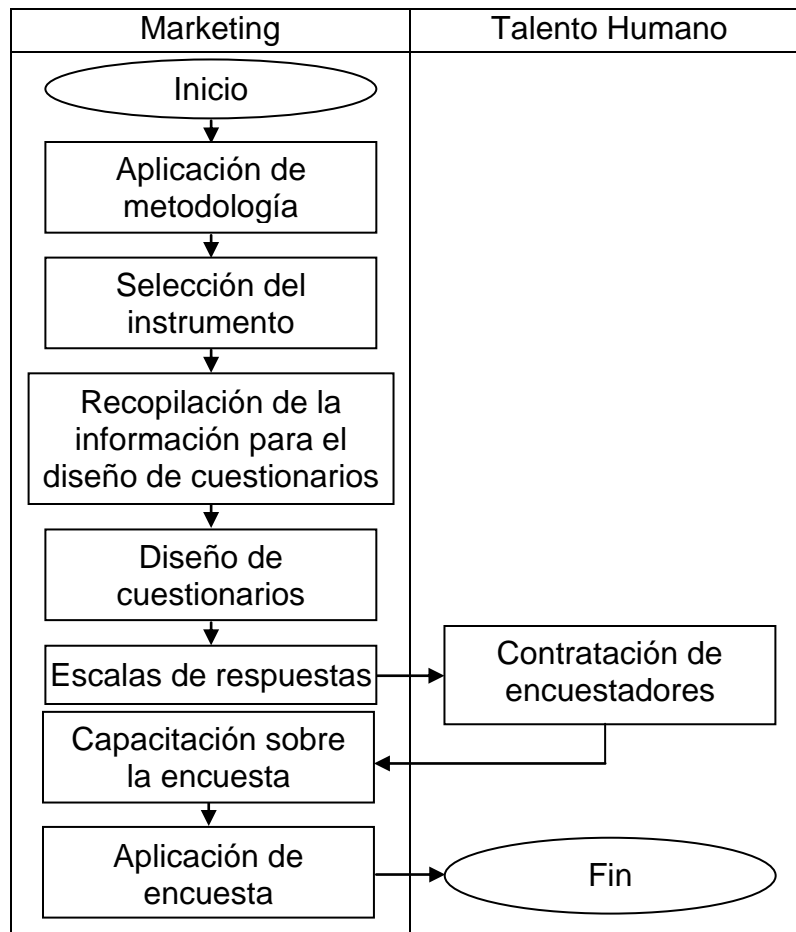 Marketing
Talento Humano
Inicio
Aplicación de
metodología
Selección del
instrumento
Recopilación de la
información para el
diseño de cuestionarios
Diseño de
cuestionarios
Escalas de respuestas
Contratación de
encuestadores
Capacitación sobre
la encuesta
Aplicación de
encuesta
Fin